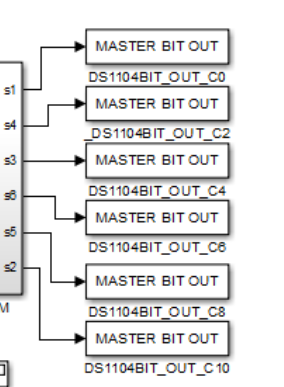 MASTER BIT OUT
s1
DS1104BIT_OUT_C0
MASTER BIT OUT
s4
_DS1104BIT_OUT_C2
MASTER BIT OUT
s3
DS1104BIT_OUT_C4
s6
MASTER BIT OUT
s5
DS1104BIT_OUT_C6
s2
MASTER BIT OUT
M
DS1104BIT_OUT_C8
MASTER BIT OUT
DS1104BIT_OUT_C10